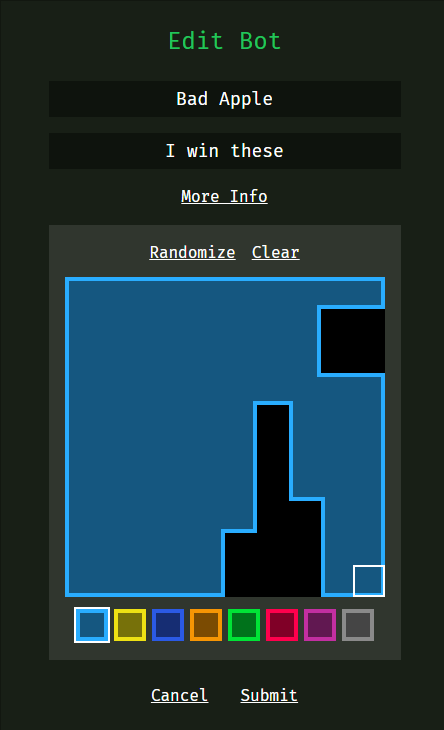 Edit Bot
Bad Apple
I win these
More Info
Randomize Clear
Cancel Submit